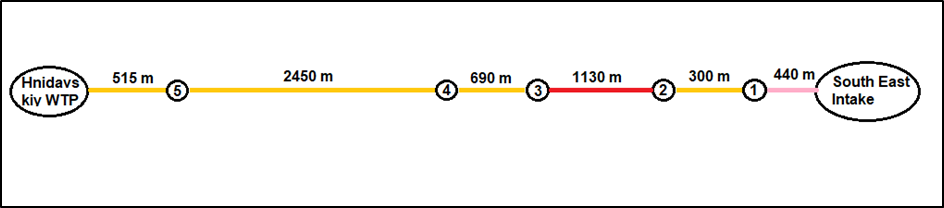 Hnidavs
kiv WTP
515 m
5
2450 m
4
690 m
3
1130 m
2
300 m
1
440 m
South East
Intake